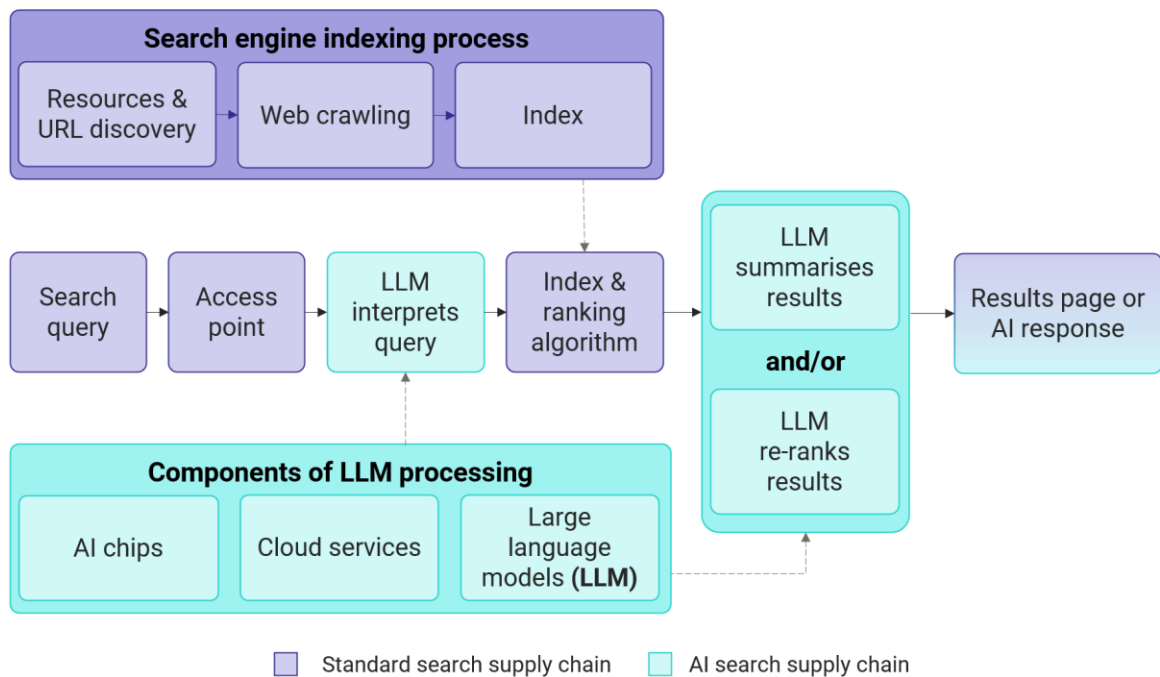 Search engine indexing process
Resources &
URL discovery
Web crawling
Index
Search
query
Access
point
LLM
interprets
query
Index &
ranking
algorithm
LLM
summarises
results
and/or
LLM
re-ranks
results
Results page or
AI response
Components of LLM processing
AI chips
Cloud services
Large
language
models (LLM)
Standard search supply chain
AI search supply chain